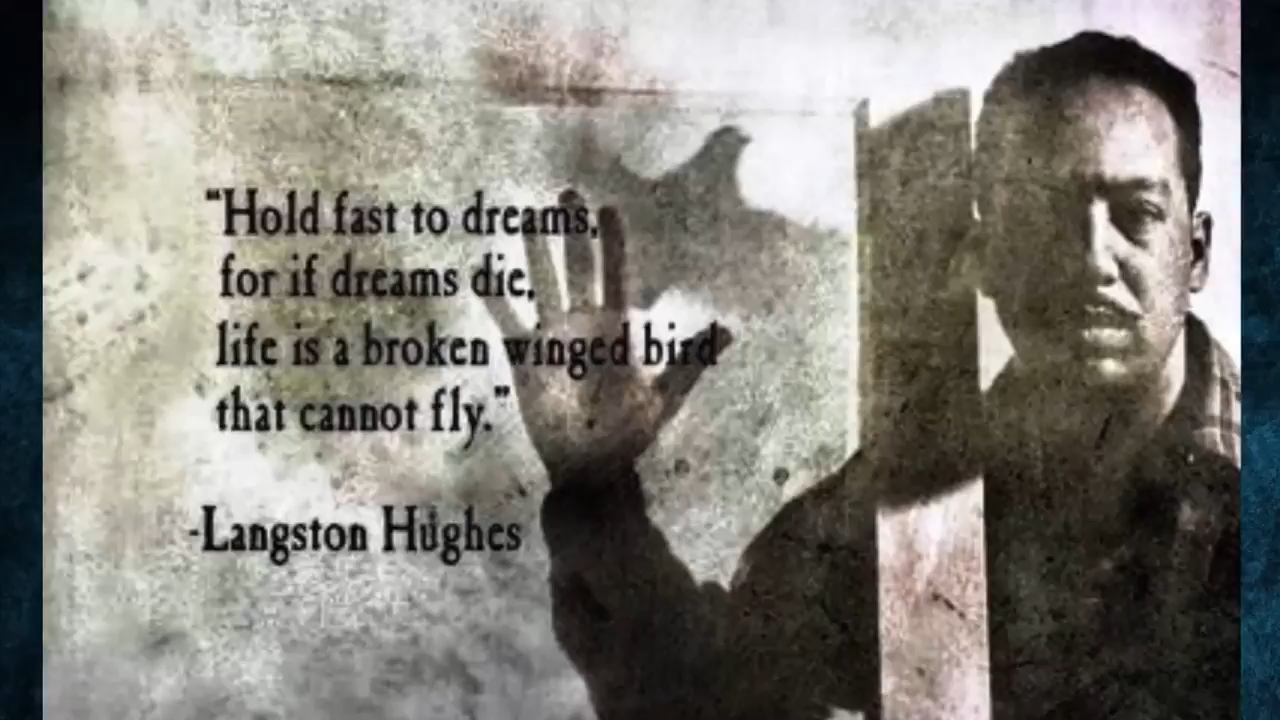 “Hold fast to dreams,
for if dreams die,
life is a broken winged bird
that cannot fly.”
-Langston Hughes